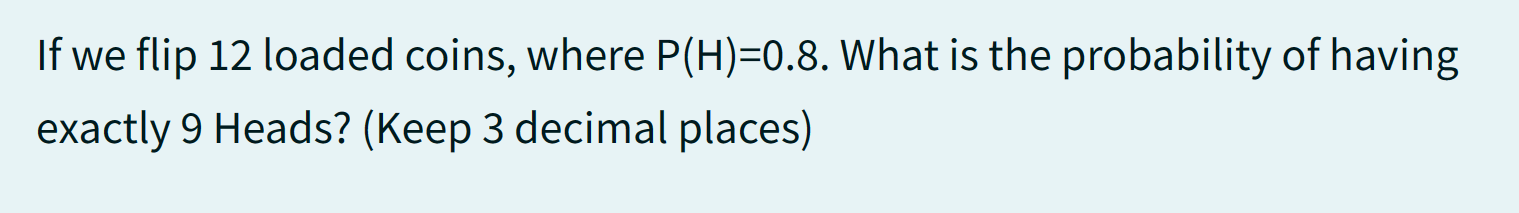 If we flip 12 loaded coins, where P(H)=0.8. What is the probability of having
exactly 9 Heads? (Keep 3 decimal places)